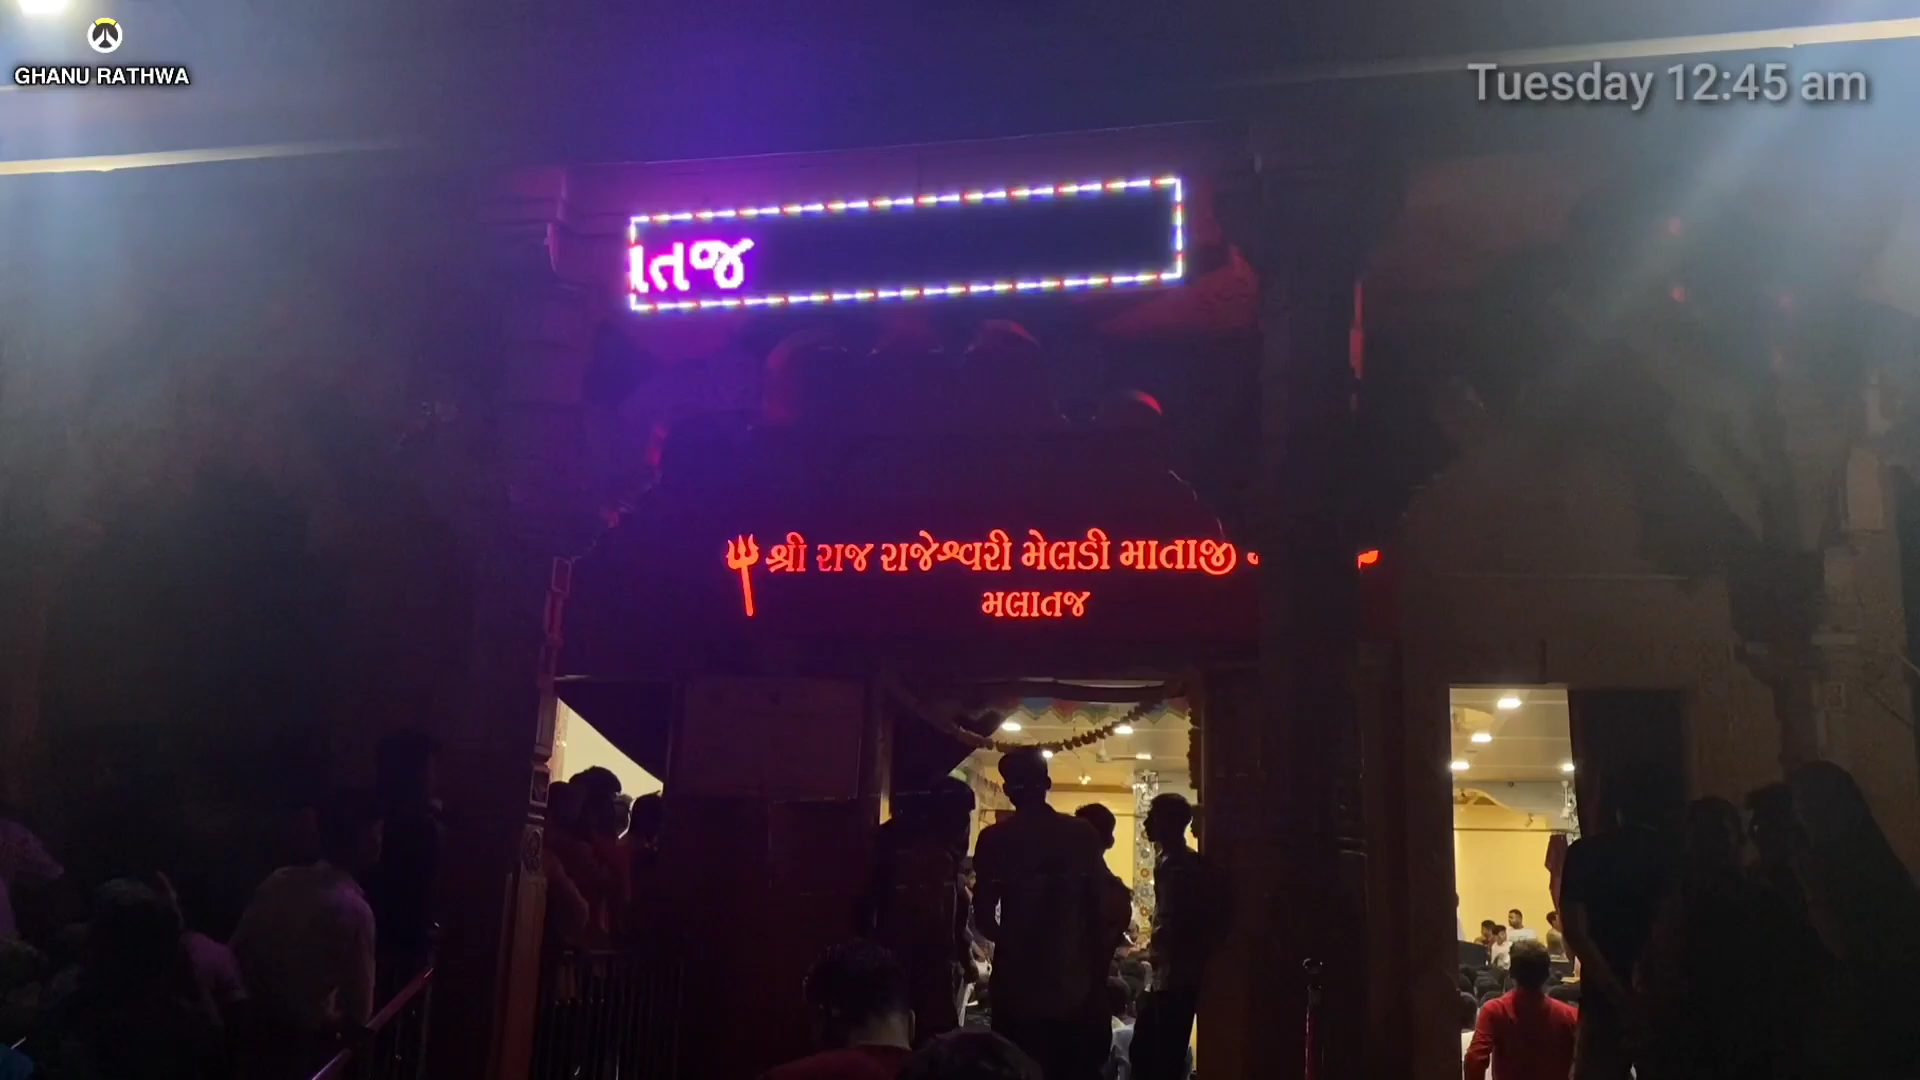 GHANU RATHWA
Tuesday 12:45 am
ાતજ
શ્રી રાજ રાજેશ્વરી મેલડી માતાજી
મલાતજ